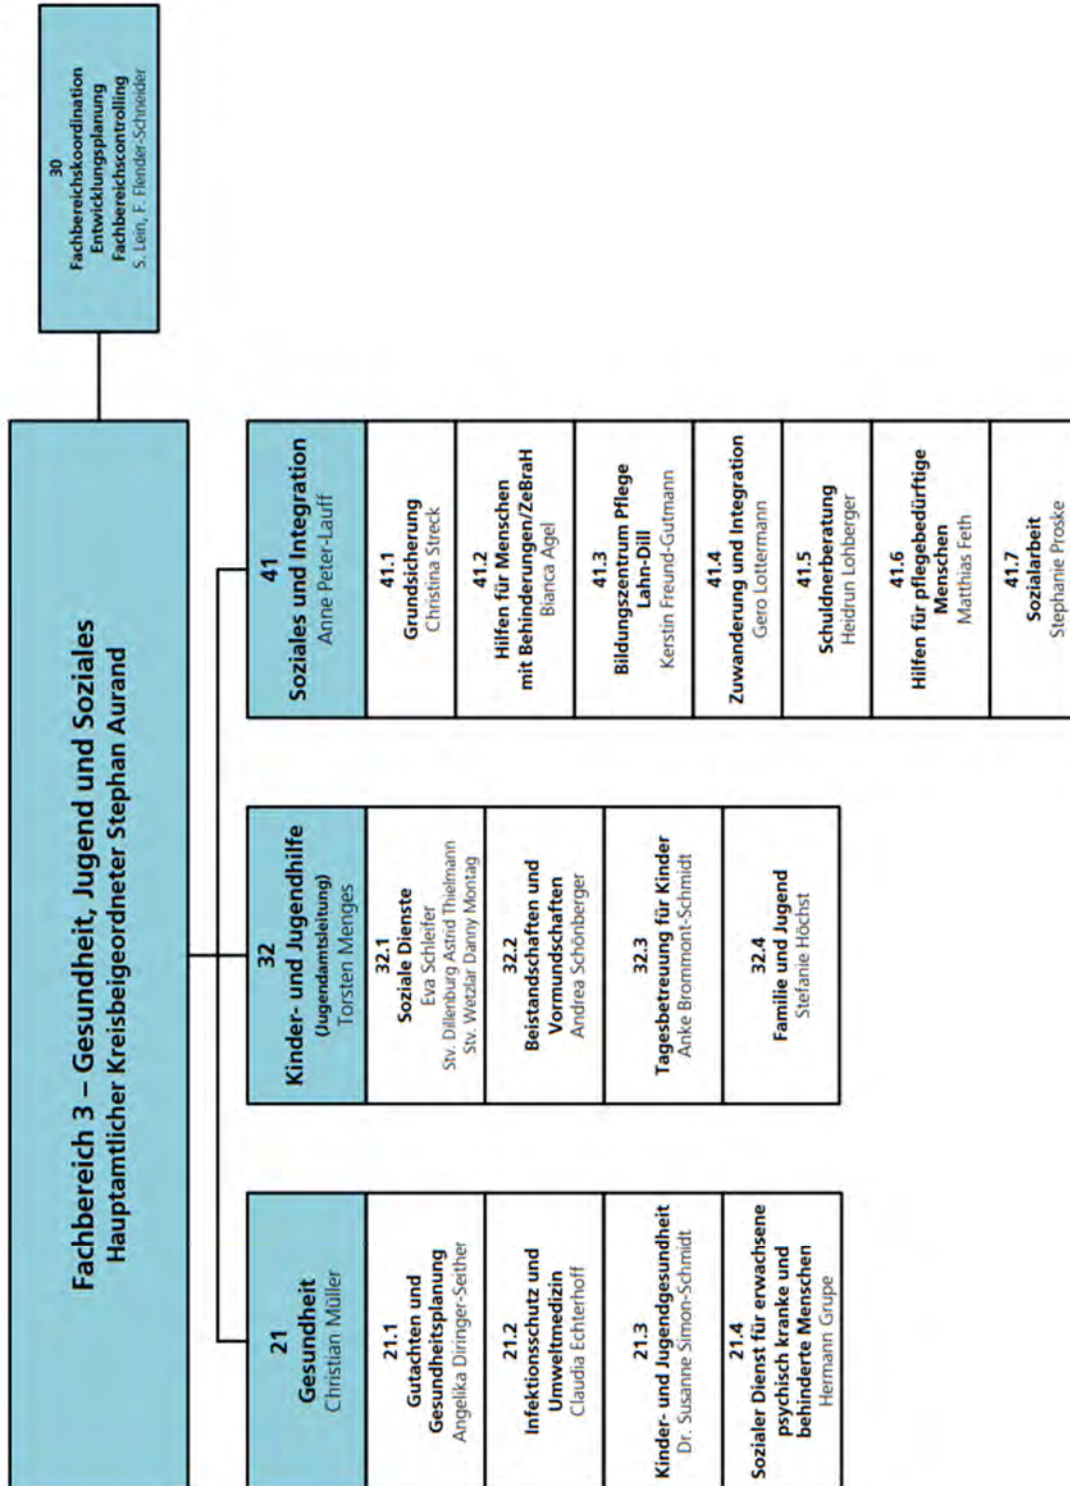 Fachbereich 3 – Gesundheit, Jugend und Soziales
Hauptamtlicher Kreisbeigeordneter Stephan Aurand
30
Fachbereichskoordination
Entwicklungsplanung
Fachbereichscontrolling
S. Lein, F. Flender-Schneider
21
Gesundheit
Christian Müller
21.1
Gutachten und
Gesundheitsplanung
Angelika Diringer-Seither
21.2
Infektionsschutz und
Umweltmedizin
Claudia Echterhoff
21.3
Kinder- und Jugendgesundheit
Dr. Susanne Simon-Schmidt
21.4
Sozialer Dienst für erwachsene
psychisch kranke und
behinderte Menschen
Hermann Grupe
32
Kinder- und Jugendhilfe
(Jugendamtsleitung)
Torsten Menges
32.1
Soziale Dienste
Eva Schleifer
Stv. Dillenburg Astrid Thielmann
Stv. Wetzlar Danny Montag
32.2
Beistandschaften und
Vormundschaften
Andrea Schönberger
32.3
Tagesbetreuung für Kinder
Anke Brommont-Schmidt
32.4
Familie und Jugend
Stefanie Höchst
41
Soziales und Integration
Anne Peter-Lauff
41.1
Grundsicherung
Christina Streck
41.2
Hilfen für Menschen
mit Behinderungen/ZeBraH
Bianca Agel
41.3
Bildungszentrum Pflege
Lahn-Dill
Kerstin Freund-Gutmann
41.4
Zuwanderung und Integration
Gero Lottermann
41.5
Schuldnerberatung
Heidrun Lohberger
41.6
Hilfen für pflegebedürftige
Menschen
Matthias Feth
41.7
Sozialarbeit
Stephanie Proske